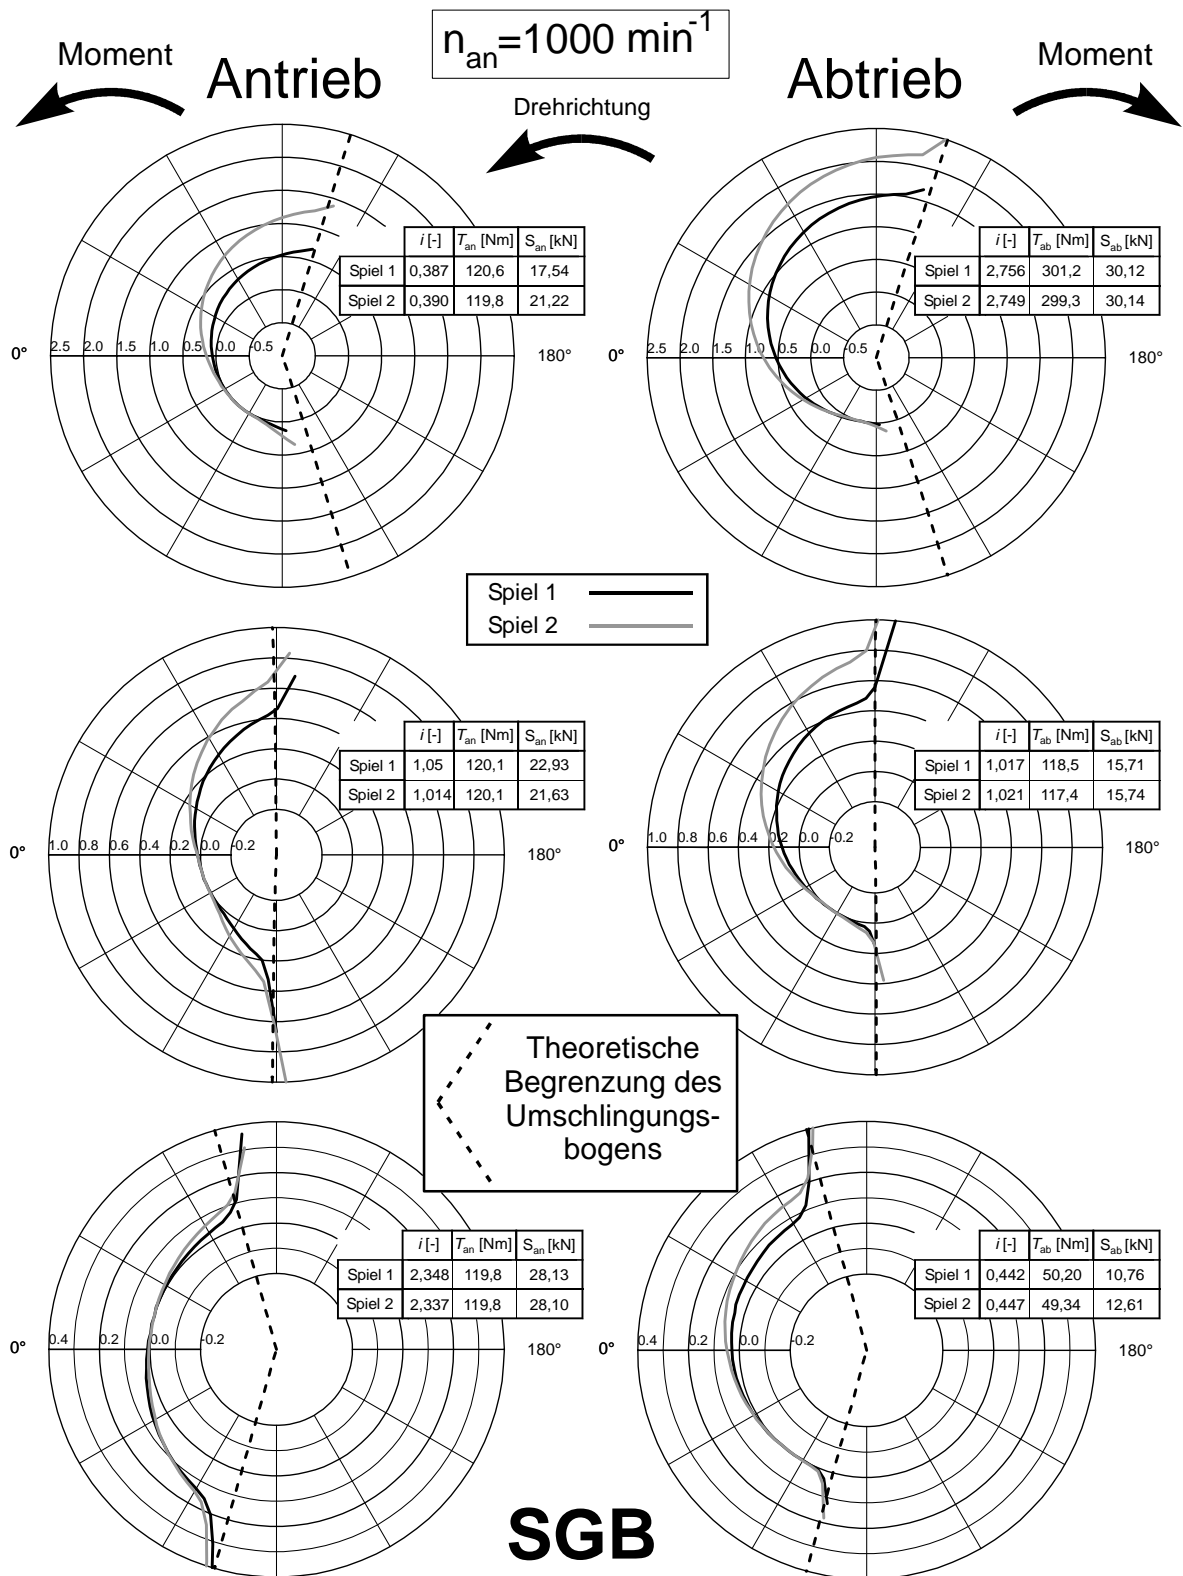 n_an=1000 min^-1
Moment
Antrieb
Drehrichtung
Abtrieb
Moment
i [-] T_an [Nm] S_an [kN]
Spiel 1 0,387 120,6 17,54
Spiel 2 0,390 119,8 21,22
0° 2.5 2.0 1.0 1.0 0.5 0.0 -0.5 180°
i [-] T_ab [Nm] S_ab [kN]
Spiel 1 2,756 301,2 30,12
Spiel 2 2,749 299,3 30,14
0° 2.5 2.0 1.5 1.0 0.5 0.0 -0.5 180°
Spiel 1
Spiel 2
i [-] T_an [Nm] S_an [kN]
Spiel 1 1,05 120,1 22,93
Spiel 2 1,014 120,1 21,63
0° 1.0 0.8 0.6 0.4 0.2 0.0 -0.2 180°
i [-] T_ab [Nm] S_ab [kN]
Spiel 1 1,017 118,5 15,71
Spiel 2 1,021 117,4 15,74
0° 1.0 0.8 0.6 0.4 0.2 0.0 -0.2 180°
Theoretische
Begrenzung des
Umschlingungs-
bogens
i [-] T_an [Nm] S_an [kN]
Spiel 1 2,348 119,8 28,13
Spiel 2 2,337 119,8 28,10
0° 0.4 0.2 0.0 -0.2 180°
i [-] T_ab [Nm] S_ab [kN]
Spiel 1 0,442 50,20 10,76
Spiel 2 0,447 49,34 12,61
0° 0.4 0.2 0.0 -0.2 180°
SGB